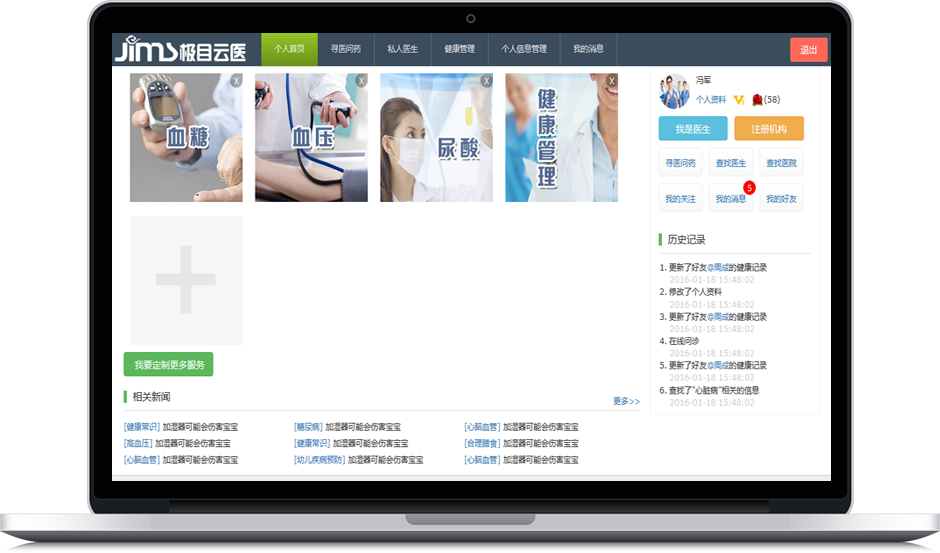 JiMS极目云医
个人首页
寻医问药
私人医生
健康管理
个人信息管理
我的消息
退出
X
X
X
X
血糖
血压
尿酸
健康管理
我要定制更多服务
相关新闻
更多>>
[健康常识] 加湿器可能会伤害宝宝
[糖尿病] 加湿器可能会伤害宝宝
[心脑血管] 加湿器可能会伤害宝宝
[高血压] 加湿器可能会伤害宝宝
[健康常识] 加湿器可能会伤害宝宝
[合理膳食] 加湿器可能会伤害宝宝
[心脑血管] 加湿器可能会伤害宝宝
[幼儿疾病预防] 加湿器可能会伤害宝宝
[心脑血管] 加湿器可能会伤害宝宝
冯军
个人资料
V
(58)
我是医生
注册机构
寻医问药
查找医生
查找医院
我的关注
我的消息
5
我的好友
历史记录
1. 更新了好友@周成的健康记录
2016-01-18 15:48:02
2. 修改了个人资料
2016-01-18 15:48:02
3. 更新了好友@周成的健康记录
2016-01-18 15:48:02
4. 在线问诊
2016-01-18 15:48:02
5. 更新了好友@周成的健康记录
2016-01-18 15:48:02
6. 查找了“心脏病”相关的信息
2016-01-18 15:48:02